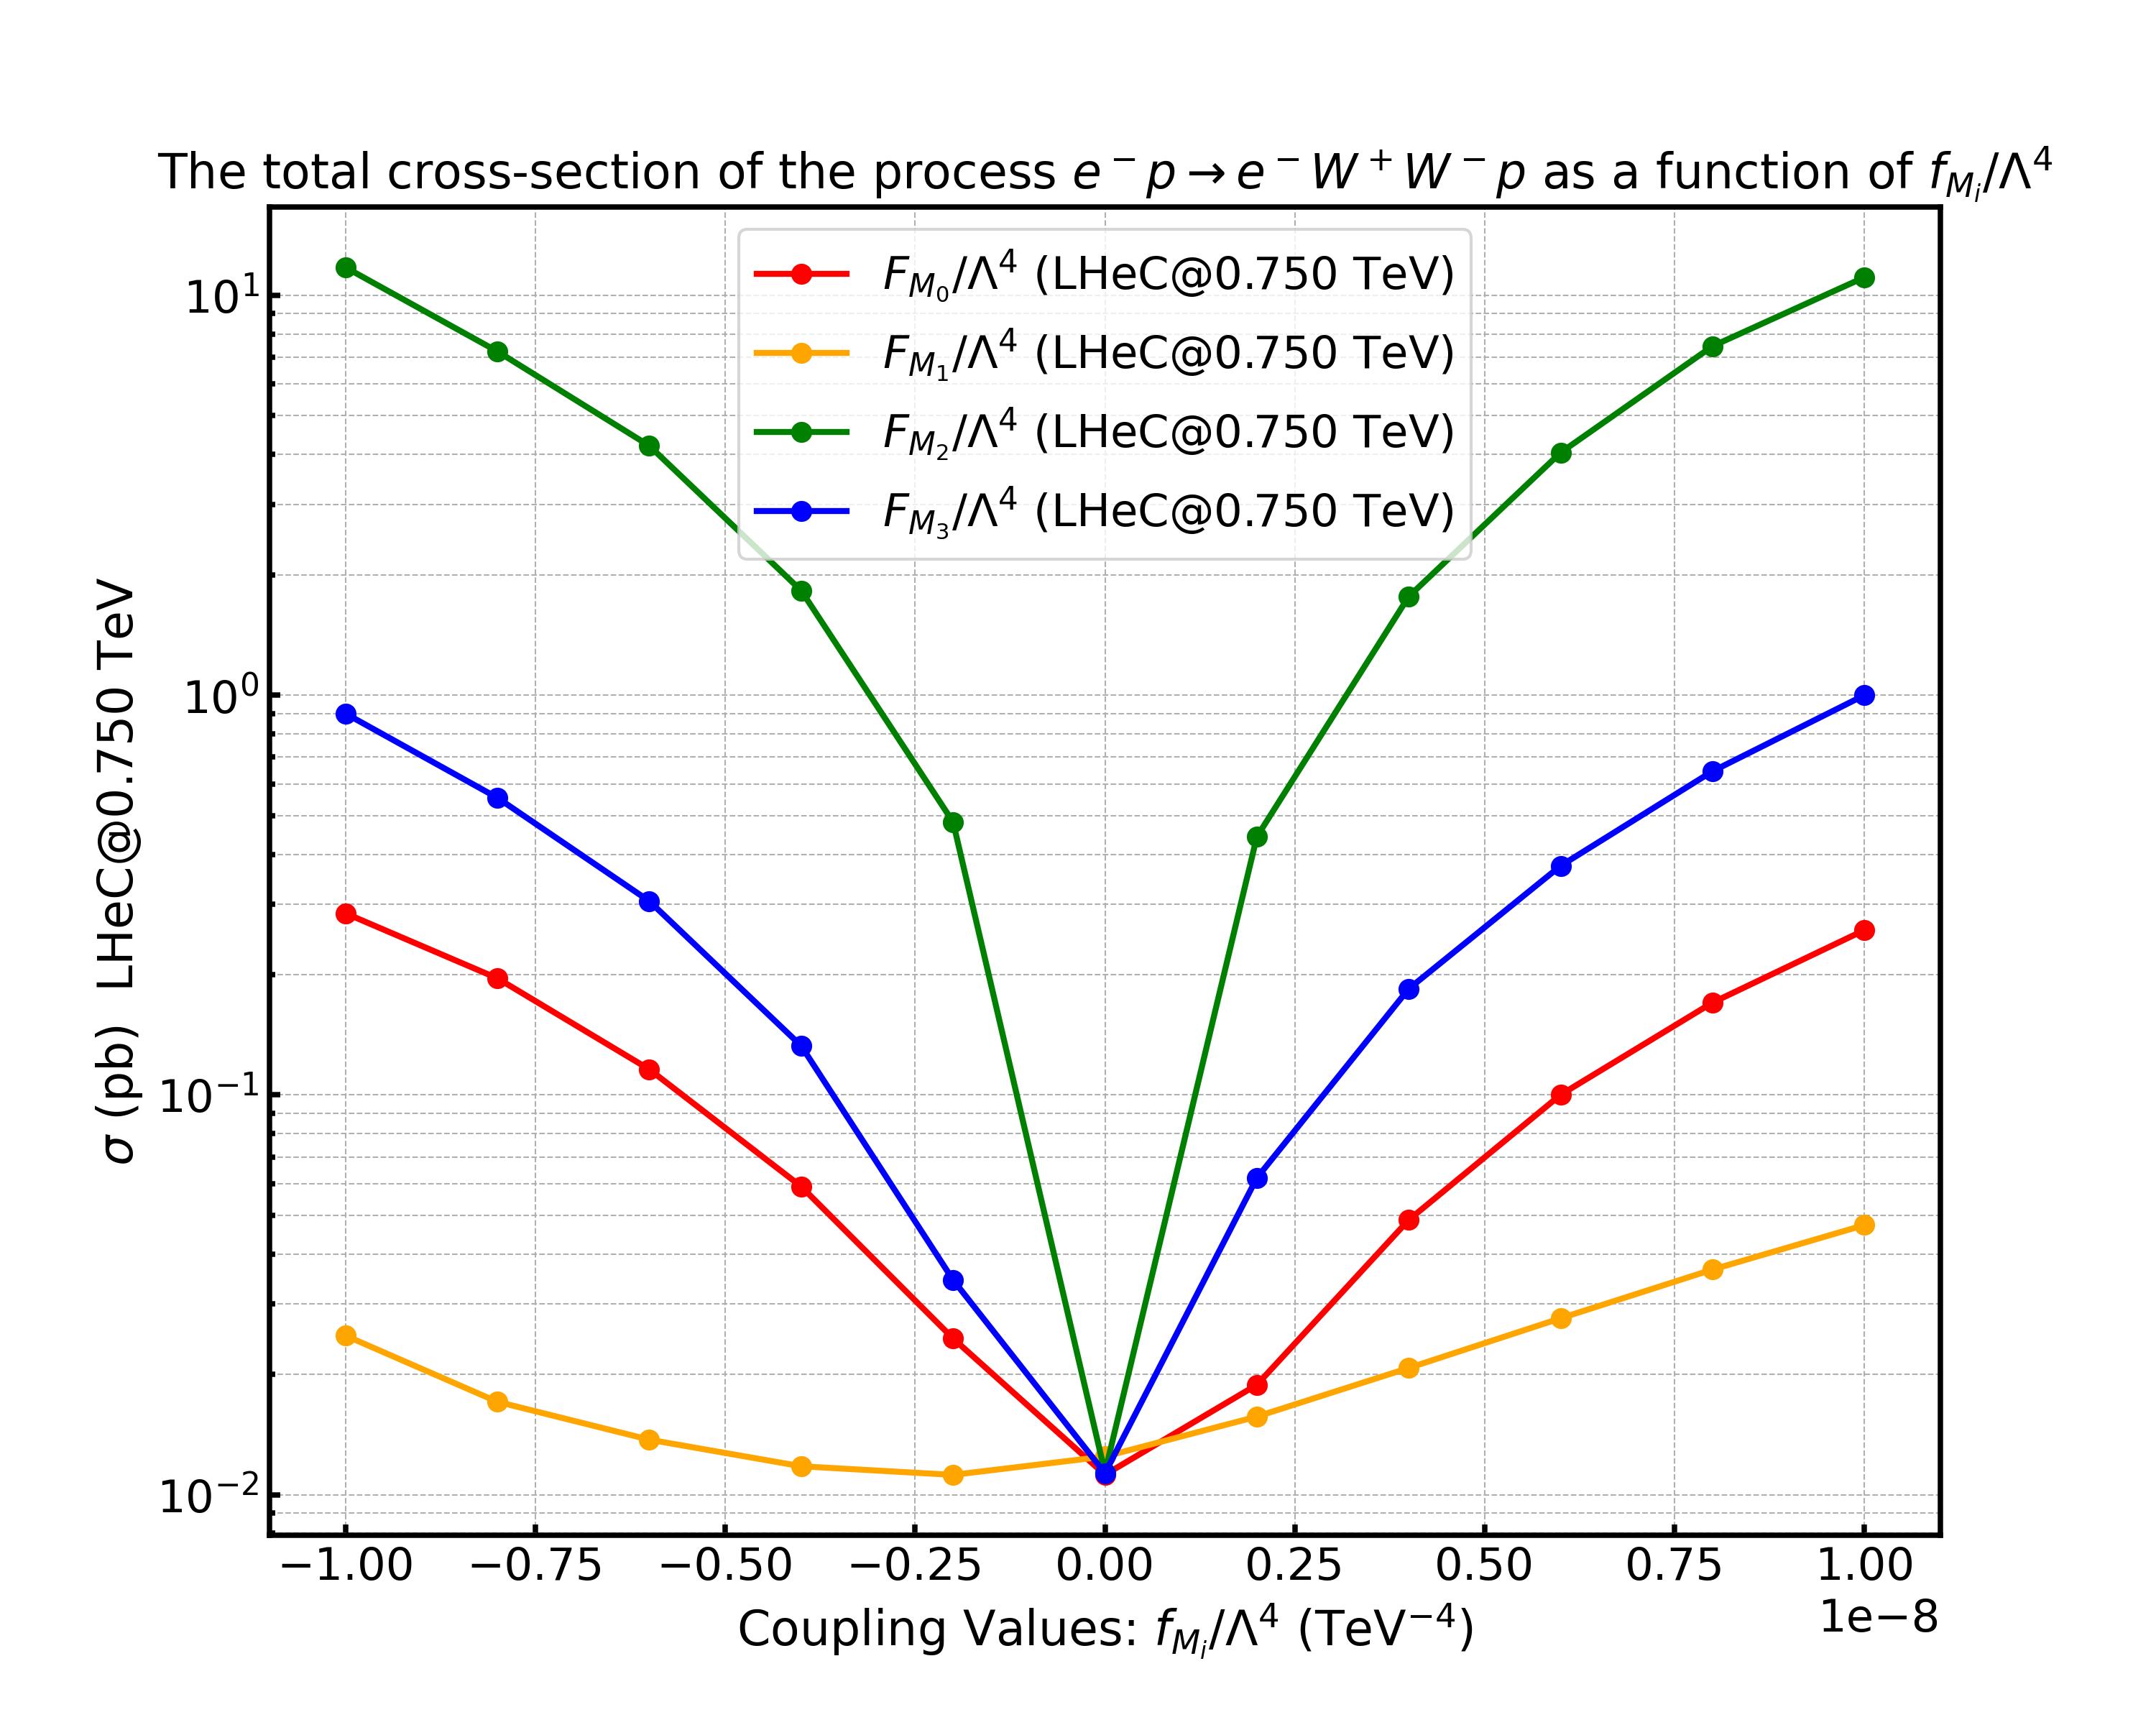 The total cross-section of the process e⁻p → e⁻W⁺W⁻p as a function of f_{M_i}/Λ⁴
F_{M_0}/Λ⁴ (LHeC@0.750 TeV)
F_{M_1}/Λ⁴ (LHeC@0.750 TeV)
F_{M_2}/Λ⁴ (LHeC@0.750 TeV)
F_{M_3}/Λ⁴ (LHeC@0.750 TeV)
σ (pb) LHeC@0.750 TeV
10¹
10⁰
10⁻¹
10⁻²
−1.00 −0.75 −0.50 −0.25 0.00 0.25 0.50 0.75 1.00
1e−8
Coupling Values: f_{M_i}/Λ⁴ (TeV⁻⁴)